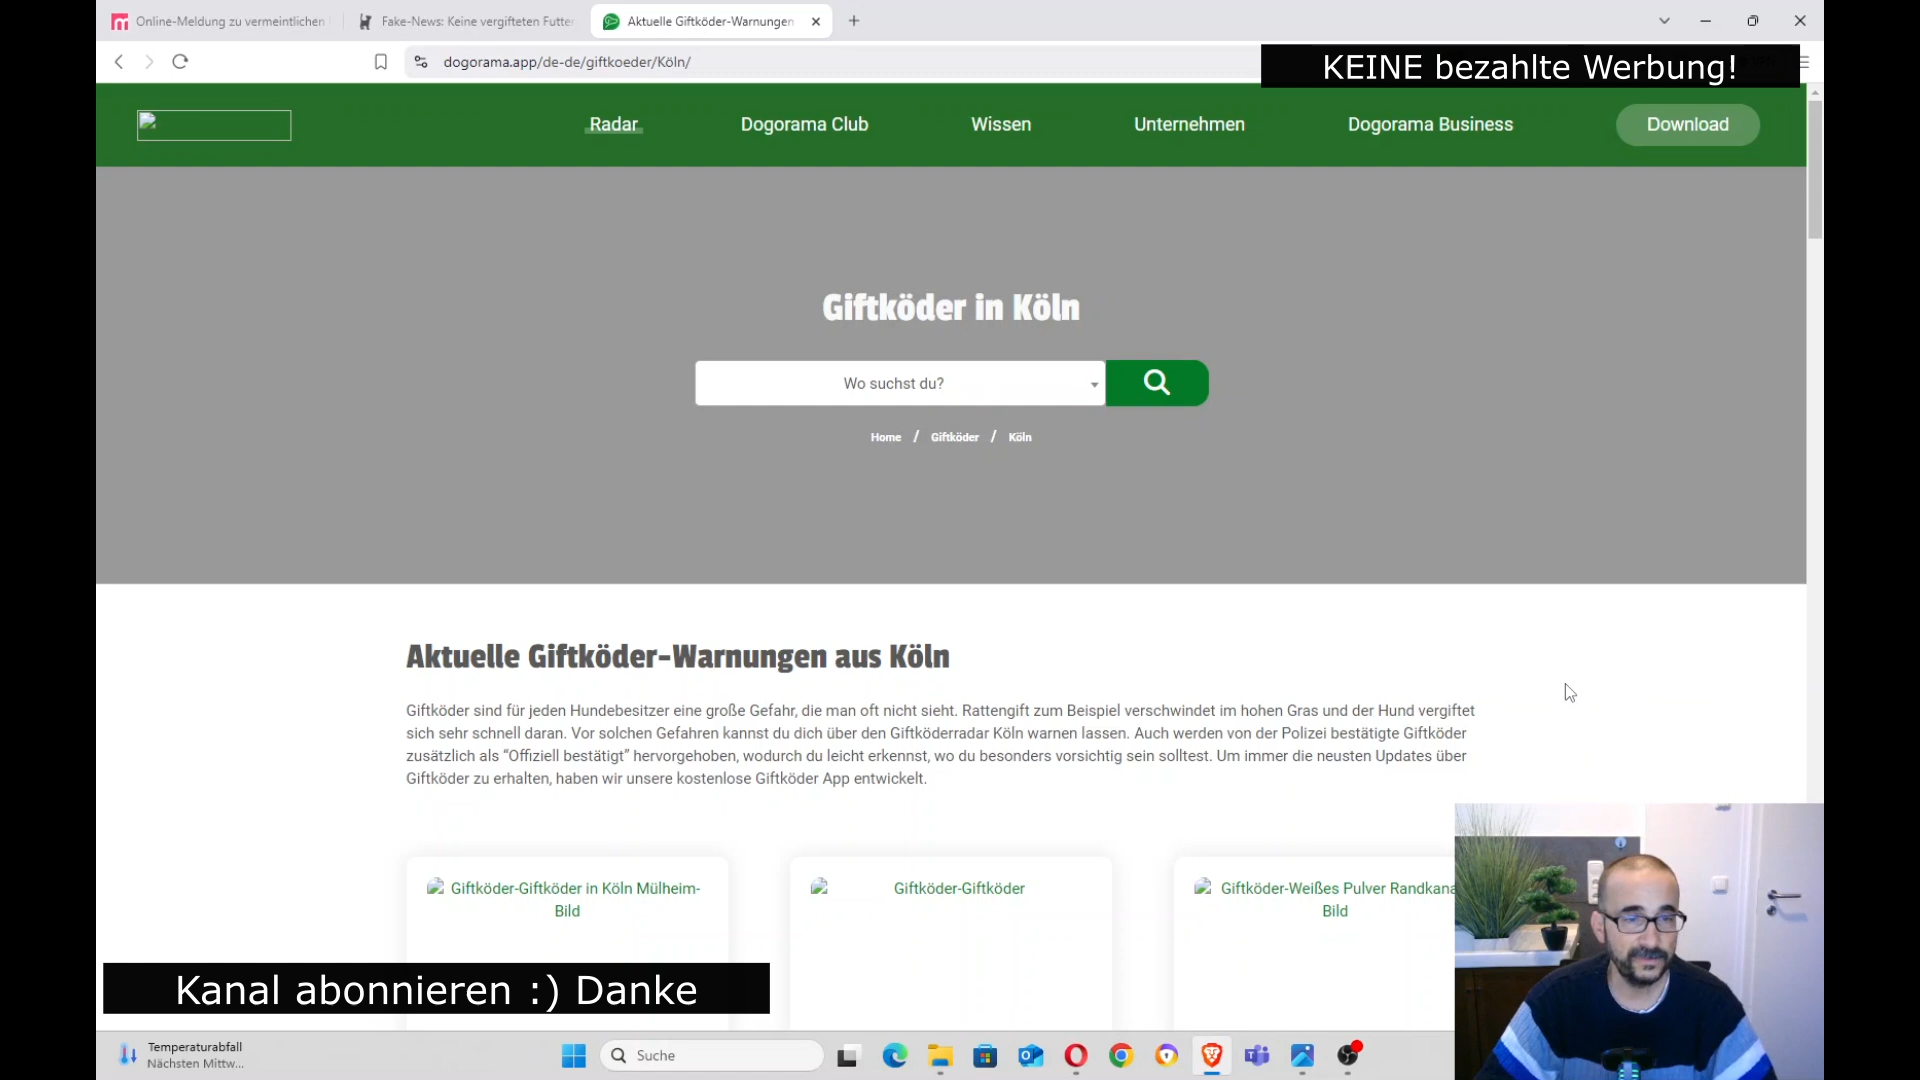 Online-Meldung zu vermeintlichen
Fake-News: Keine vergifteten Futter
Aktuelle Giftköder-Warnungen
dogorama.app/de-de/giftkoeder/Köln/
KEINE bezahlte Werbung!
Radar
Dogorama Club
Wissen
Unternehmen
Dogorama Business
Download
Giftköder in Köln
Wo suchst du?
Home / Giftköder / Köln
Aktuelle Giftköder-Warnungen aus Köln
Giftköder sind für jeden Hundebesitzer eine große Gefahr, die man oft nicht sieht. Rattengift zum Beispiel verschwindet im hohen Gras und der Hund vergiftet
sich sehr schnell daran. Vor solchen Gefahren kannst du dich über den Giftköderradar Köln warnen lassen. Auch werden von der Polizei bestätigte Giftköder
zusätzlich als “Offiziell bestätigt” hervorgehoben, wodurch du leicht erkennst, wo du besonders vorsichtig sein solltest. Um immer die neusten Updates über
Giftköder zu erhalten, haben wir unsere kostenlose Giftköder App entwickelt.
Giftköder-Giftköder in Köln Mülheim-
Bild
Giftköder-Giftköder
Giftköder-Weißes Pulver Randkana
Bild
Kanal abonnieren :) Danke
Temperaturabfall
Nächsten Mittw...
Suche